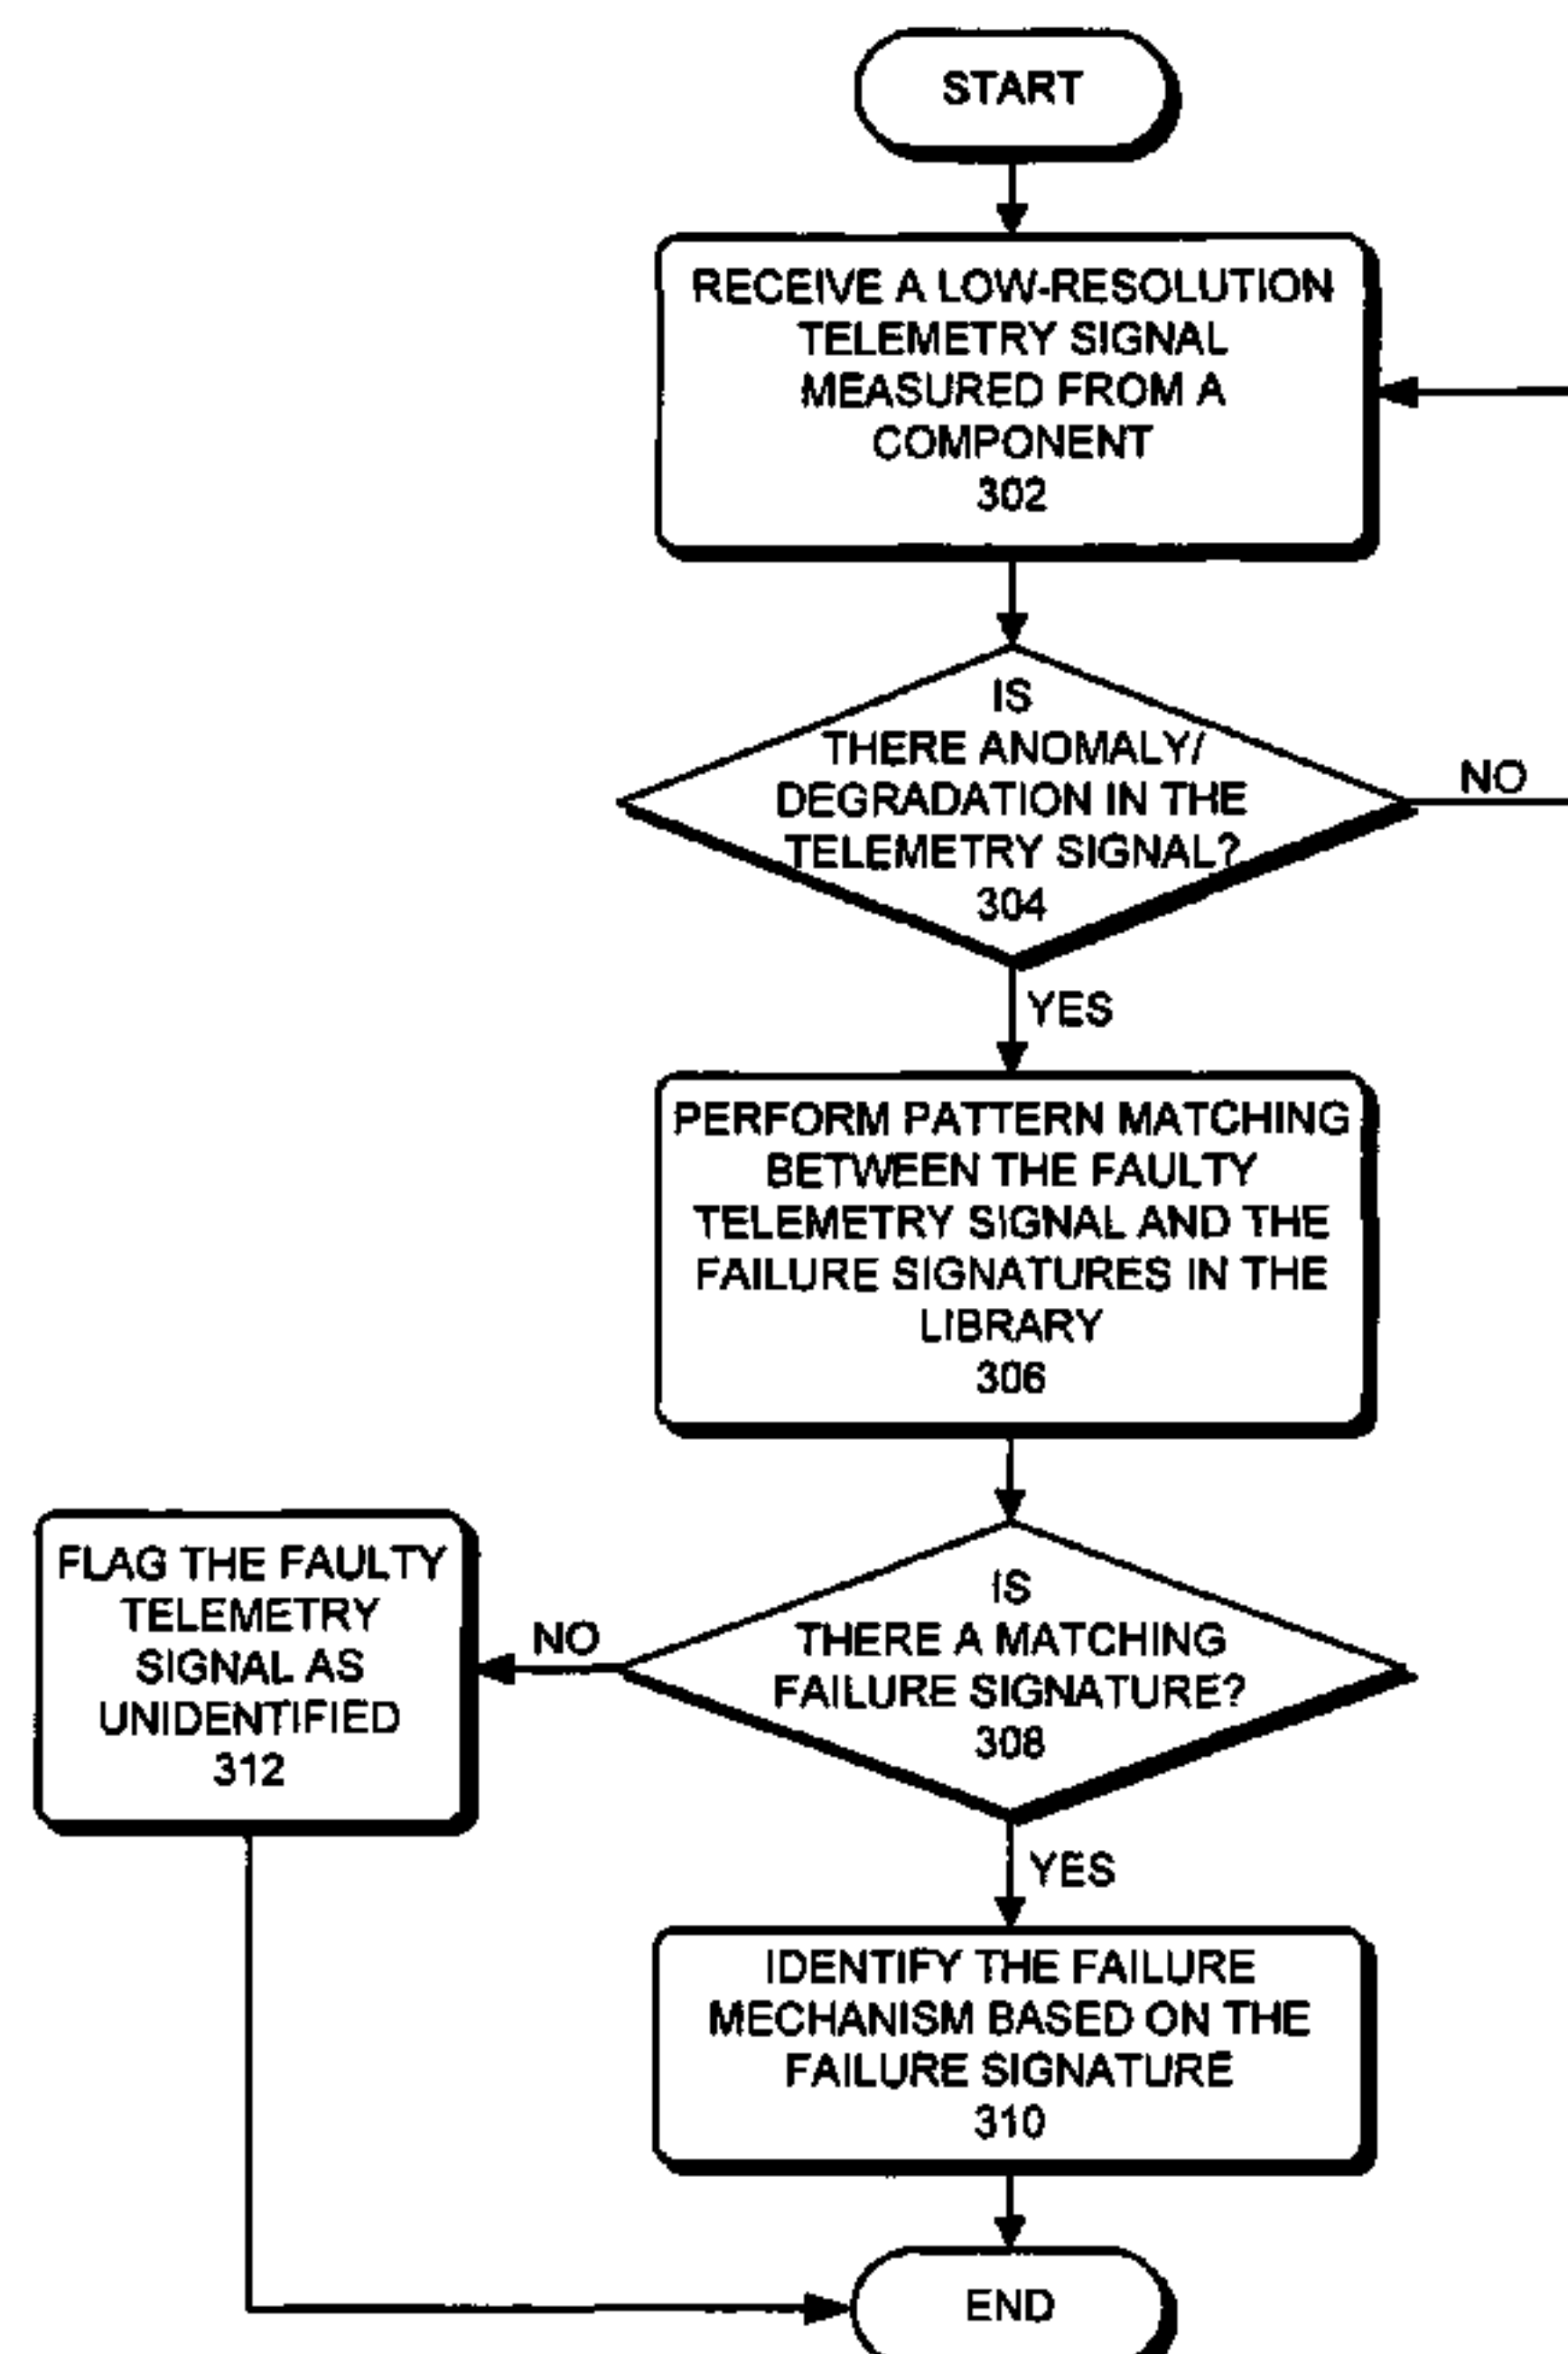 START
RECEIVE A LOW-RESOLUTION
TELEMETRY SIGNAL
MEASURED FROM A
COMPONENT
302
IS
THERE ANOMALY/
DEGRADATION IN THE
TELEMETRY SIGNAL?
304
NO
YES
PERFORM PATTERN MATCHING
BETWEEN THE FAULTY
TELEMETRY SIGNAL AND THE
FAILURE SIGNATURES IN THE
LIBRARY
306
IS
THERE A MATCHING
FAILURE SIGNATURE?
308
NO
FLAG THE FAULTY
TELEMETRY
SIGNAL AS
UNIDENTIFIED
312
YES
IDENTIFY THE FAILURE
MECHANISM BASED ON THE
FAILURE SIGNATURE
310
END